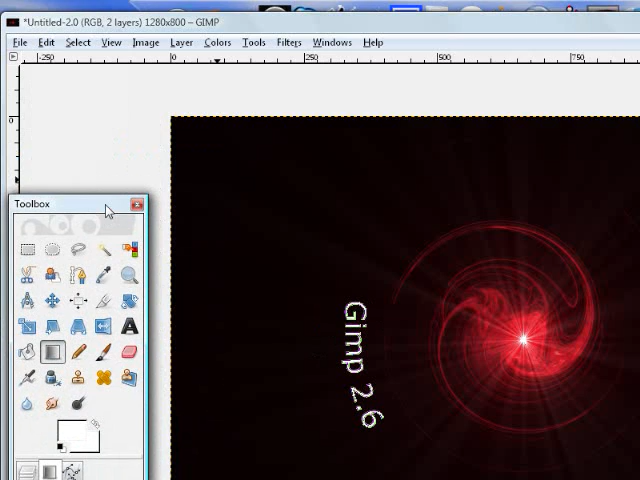 *Untitled-2.0 (RGB, 2 layers) 1280x800 – GIMP
File Edit Select View Image Layer Colors Tools Filters Windows Help
-250 0 250 500 750
0
Toolbox
Gimp 2.6